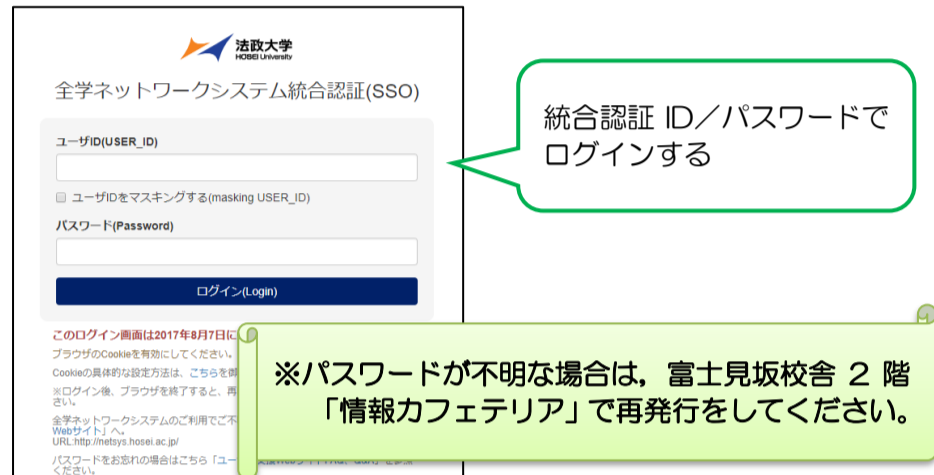 法政大学
HOSEI University
全学ネットワークシステム統合認証(SSO)
ユーザID(USER_ID)
ユーザIDをマスキングする(masking USER_ID)
パスワード(Password)
ログイン(Login)
統合認証 ID／パスワードで
ログインする
このログイン画面は2017年8月7日に
ブラウザのCookieを有効にしてください。
Cookieの具体的な設定方法は、こちらを御
※ログイン後、ブラウザを終了すると、再
さい。
全学ネットワークシステムのご利用でご不
Webサイト」へ。
URL:http://netsys.hosei.ac.jp/
パスワードをお忘れの場合はこちら「ユー
ください。
※パスワードが不明な場合は，富士見坂校舎 2 階
「情報カフェテリア」で再発行をしてください。